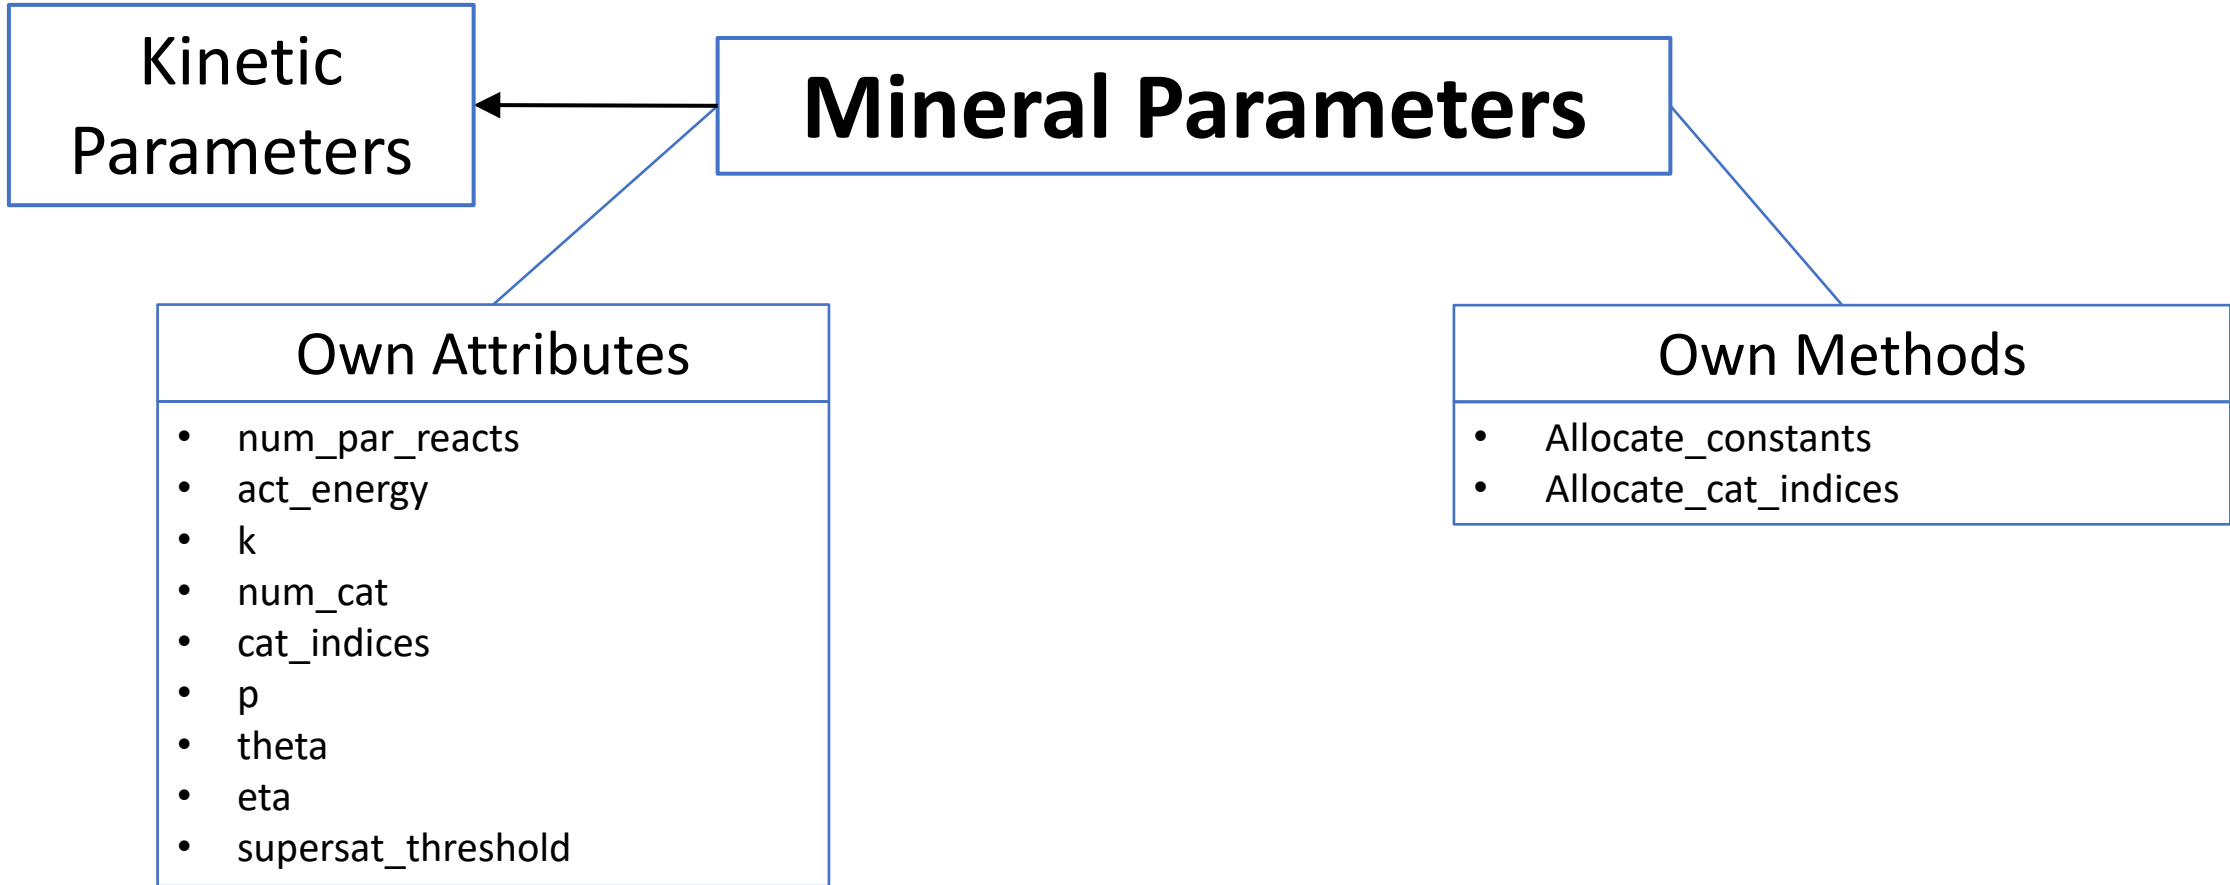 Kinetic
Parameters
Mineral Parameters
Own Attributes
• num_par_reacts
• act_energy
• k
• num_cat
• cat_indices
• p
• theta
• eta
• supersat_threshold
Own Methods
• Allocate_constants
• Allocate_cat_indices